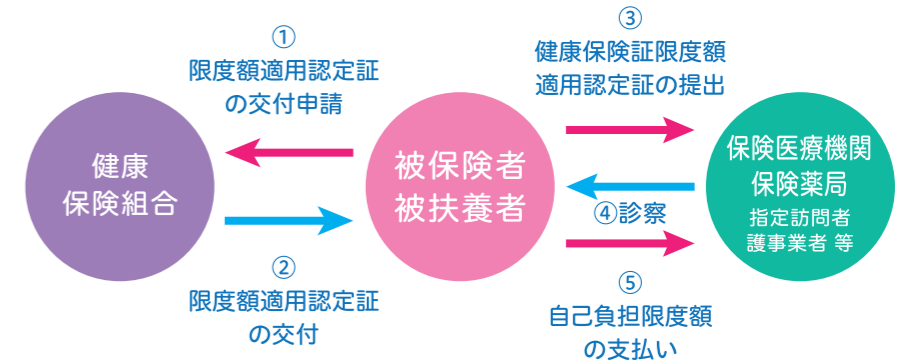 ①
限度額適用認定証
の交付申請
③
健康保険証限度額
適用認定証の提出
健康
保険組合
被保険者
被扶養者
保険医療機関
保険薬局
指定訪問者
護事業者 等
④診察
②
限度額適用認定証
の交付
⑤
自己負担限度額
の支払い